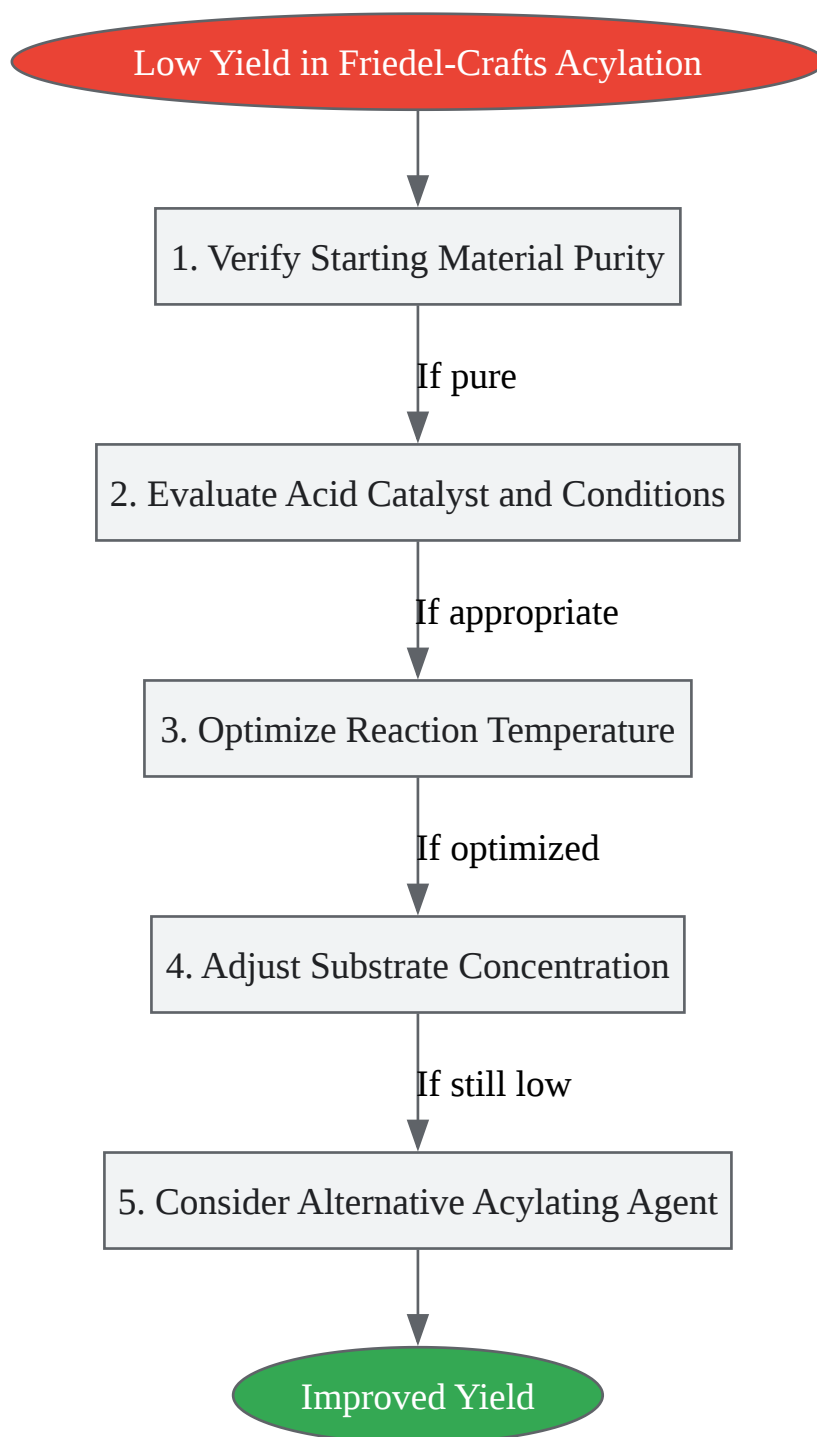 Low Yield in Friedel-Crafts Acylation
1. Verify Starting Material Purity
If pure
2. Evaluate Acid Catalyst and Conditions
If appropriate
3. Optimize Reaction Temperature
If optimized
4. Adjust Substrate Concentration
If still low
5. Consider Alternative Acylating Agent
Improved Yield